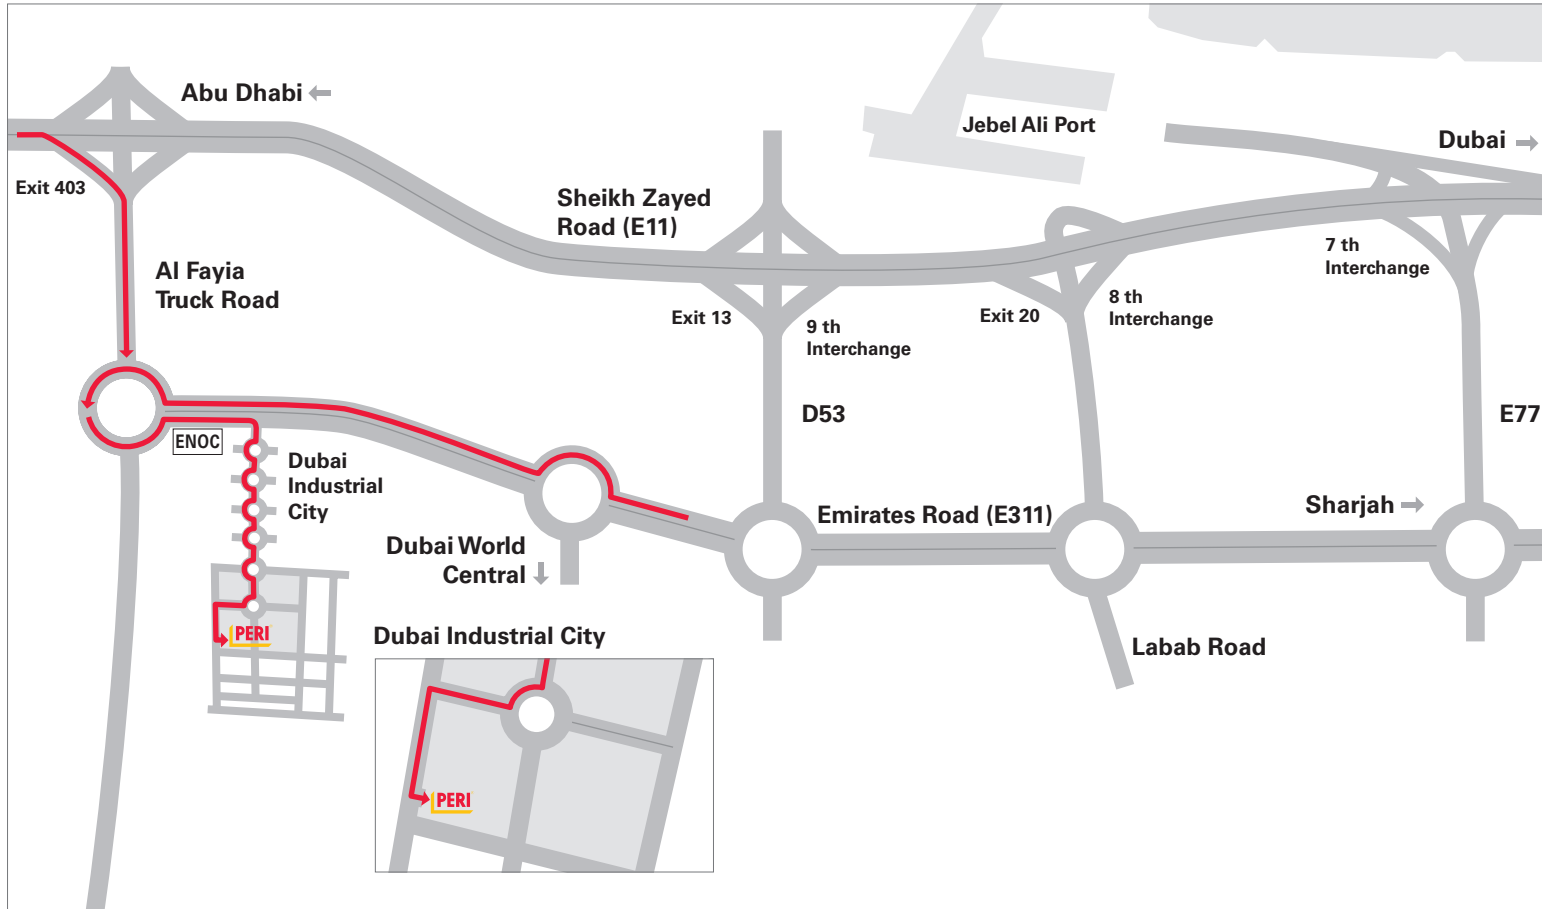 Abu Dhabi
Jebel Ali Port
Dubai
Exit 403
Sheikh Zayed
Road (E11)
7 th
Interchange
Al Fayia
Truck Road
Exit 13
9 th
Interchange
Exit 20
8 th
Interchange
D53
E77
ENOC
Dubai
Industrial
City
Emirates Road (E311)
Sharjah
Dubai World
Central
PERI
Dubai Industrial City
Labab Road
PERI